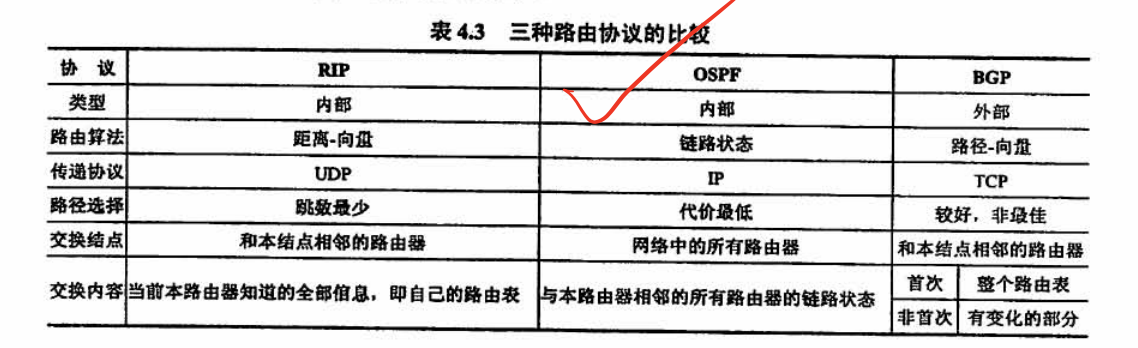 表 4.3 三种路由协议的比较
协 议 RIP OSPF BGP
类型 内部 内部 外部
路由算法 距离-向量 链路状态 路径-向量
传递协议 UDP IP TCP
路径选择 跳数最少 代价最低 较好，非最佳
交换结点 和本结点相邻的路由器 网络中的所有路由器 和本结点相邻的路由器
交换内容 当前本路由器知道的全部信息，即自己的路由表 与本路由器相邻的所有路由器的链路状态 首次 整个路由表
非首次 有变化的部分